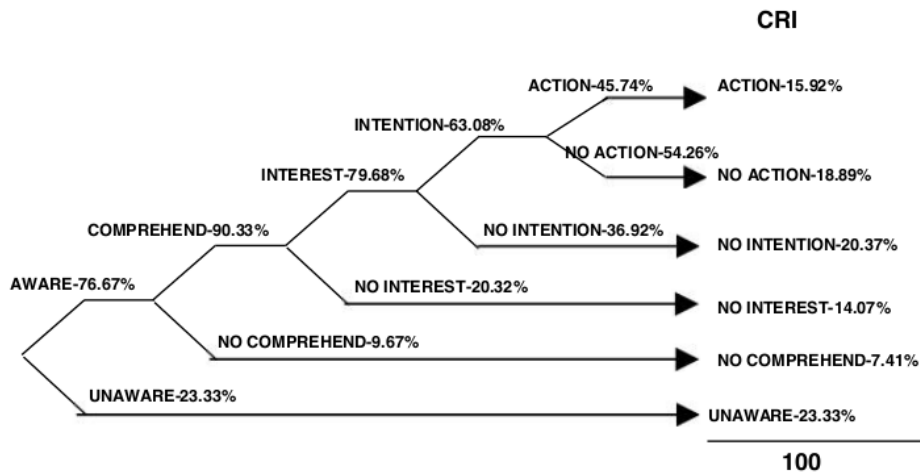 CRI
ACTION-45.74%
ACTION-15.92%
INTENTION-63.08%
NO ACTION-54.26%
NO ACTION-18.89%
INTEREST-79.68%
NO INTENTION-36.92%
NO INTENTION-20.37%
COMPREHEND-90.33%
NO INTEREST-20.32%
NO INTEREST-14.07%
AWARE-76.67%
NO COMPREHEND-9.67%
NO COMPREHEND-7.41%
UNAWARE-23.33%
UNAWARE-23.33%
100